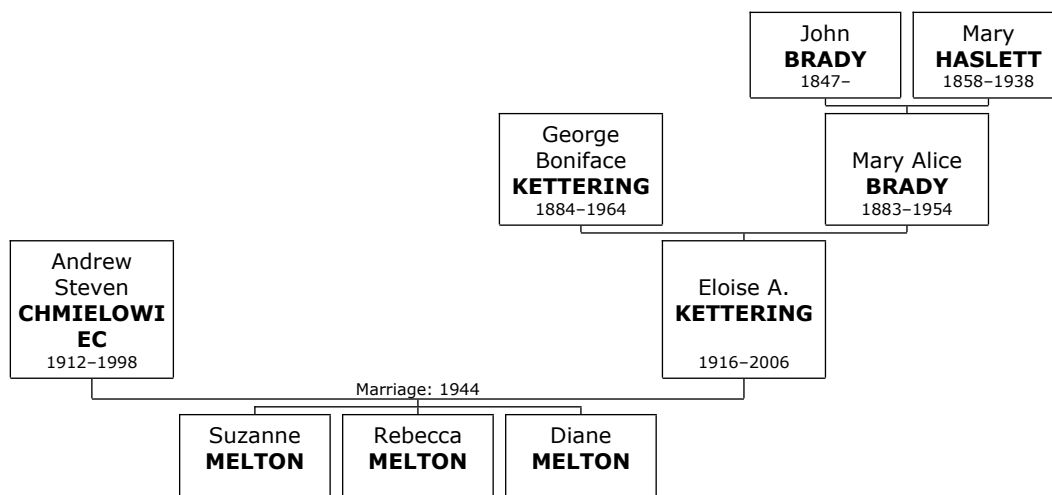 John
BRADY
1847–
Mary
HASLETT
1858–1938
George
Boniface
KETTERING
1884–1964
Mary Alice
BRADY
1883–1954
Andrew
Steven
CHMIELOWI
EC
1912–1998
Eloise A.
KETTERING
1916–2006
Marriage: 1944
Suzanne
MELTON
Rebecca
MELTON
Diane
MELTON